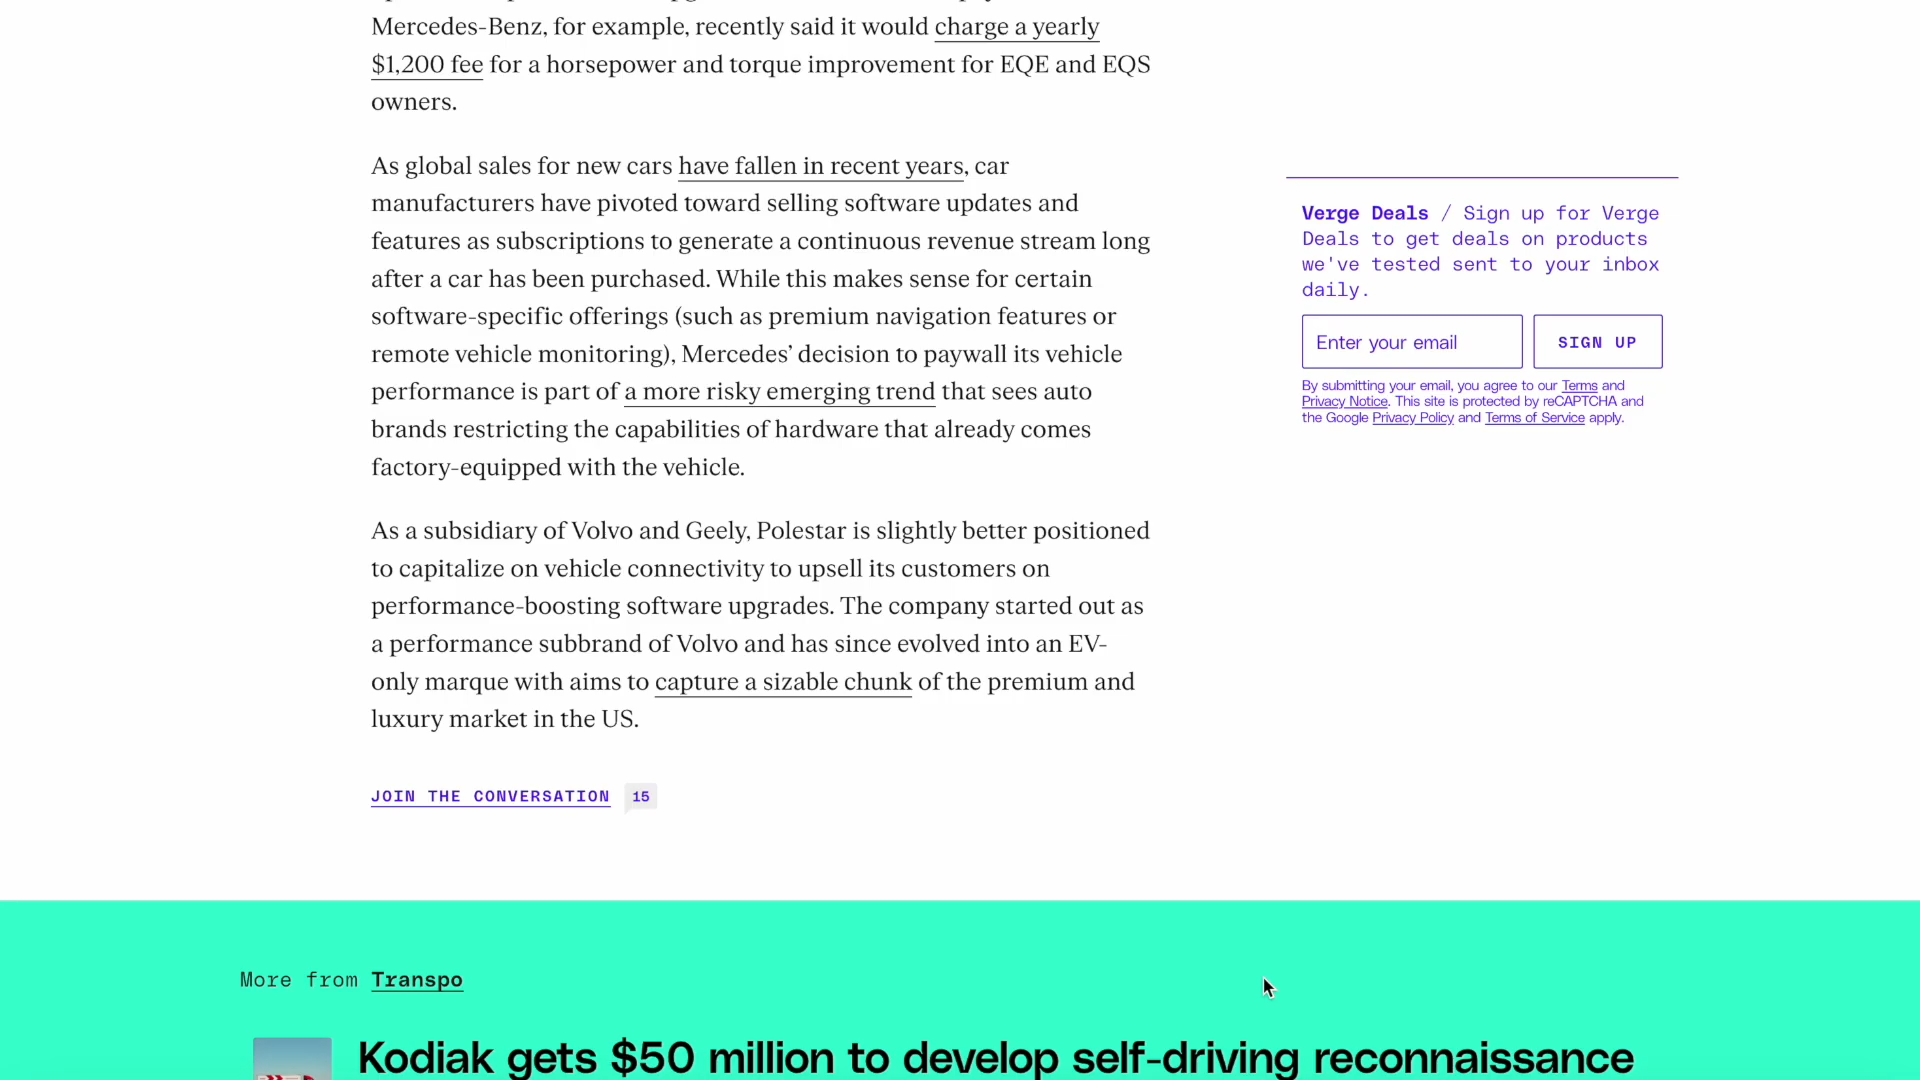 Mercedes-Benz, for example, recently said it would charge a yearly
$1,200 fee for a horsepower and torque improvement for EQE and EQS
owners.
As global sales for new cars have fallen in recent years, car
manufacturers have pivoted toward selling software updates and
features as subscriptions to generate a continuous revenue stream long
after a car has been purchased. While this makes sense for certain
software-specific offerings (such as premium navigation features or
remote vehicle monitoring), Mercedes’ decision to paywall its vehicle
performance is part of a more risky emerging trend that sees auto
brands restricting the capabilities of hardware that already comes
factory-equipped with the vehicle.
As a subsidiary of Volvo and Geely, Polestar is slightly better positioned
to capitalize on vehicle connectivity to upsell its customers on
performance-boosting software upgrades. The company started out as
a performance subbrand of Volvo and has since evolved into an EV-
only marque with aims to capture a sizable chunk of the premium and
luxury market in the US.
JOIN THE CONVERSATION 15
Verge Deals / Sign up for Verge
Deals to get deals on products
we've tested sent to your inbox
daily.
Enter your email SIGN UP
By submitting your email, you agree to our Terms and
Privacy Notice. This site is protected by reCAPTCHA and
the Google Privacy Policy and Terms of Service apply.
More from Transpo
Kodiak gets $50 million to develop self-driving reconnaissance